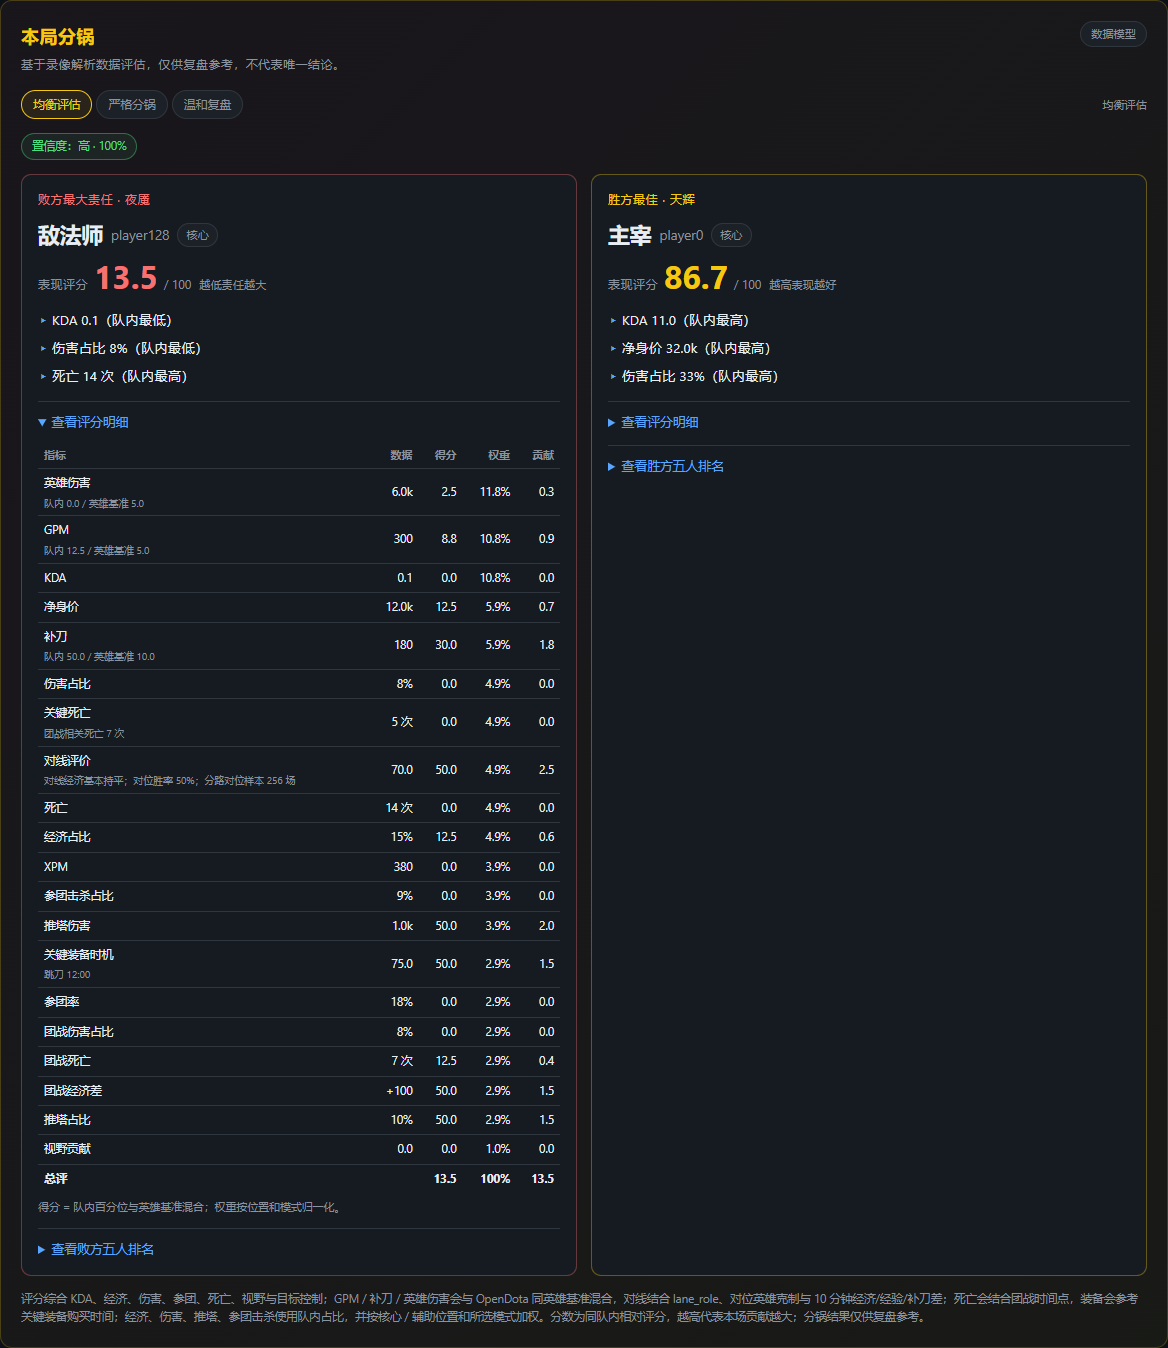 本局分锅
数据模型
基于录像解析数据评估，仅供复盘参考，不代表唯一结论。
均衡评估 严格分锅 温和复盘
均衡评估
置信度：高 · 100%
败方最大责任 · 夜魇
敌法师 player128 核心
表现评分 13.5 / 100 越低责任越大
▸ KDA 0.1（队内最低）
▸ 伤害占比 8%（队内最低）
▸ 死亡 14 次（队内最高）
▼ 查看评分明细
指标 数据 得分 权重 贡献
英雄伤害 6.0k 2.5 11.8% 0.3
队内 0.0 / 英雄基准 5.0
GPM 300 8.8 10.8% 0.9
队内 12.5 / 英雄基准 5.0
KDA 0.1 0.0 10.8% 0.0
净身价 12.0k 12.5 5.9% 0.7
补刀 180 30.0 5.9% 1.8
队内 50.0 / 英雄基准 10.0
伤害占比 8% 0.0 4.9% 0.0
关键死亡 5 次 0.0 4.9% 0.0
团战相关死亡 7 次
对线评价 70.0 50.0 4.9% 2.5
对线经济基本持平；对位胜率 50%；分路对位样本 256 场
死亡 14 次 0.0 4.9% 0.0
经济占比 15% 12.5 4.9% 0.6
XPM 380 0.0 3.9% 0.0
参团击杀占比 9% 0.0 3.9% 0.0
推塔伤害 1.0k 50.0 3.9% 2.0
关键装备时机 75.0 50.0 2.9% 1.5
跳刀 12:00
参团率 18% 0.0 2.9% 0.0
团战伤害占比 8% 0.0 2.9% 0.0
团战死亡 7 次 12.5 2.9% 0.4
团战经济差 +100 50.0 2.9% 1.5
推塔占比 10% 50.0 2.9% 1.5
视野贡献 0.0 0.0 1.0% 0.0
总评 13.5 100% 13.5
得分 = 队内百分位与英雄基准混合；权重按位置和模式归一化。
▶ 查看败方五人排名
胜方最佳 · 天辉
主宰 player0 核心
表现评分 86.7 / 100 越高表现越好
▸ KDA 11.0（队内最高）
▸ 净身价 32.0k（队内最高）
▸ 伤害占比 33%（队内最高）
▶ 查看评分明细
▶ 查看胜方五人排名
评分综合 KDA、经济、伤害、参团、死亡、视野与目标控制；GPM / 补刀 / 英雄伤害会与 OpenDota 同英雄基准混合，对线结合 lane_role、对位英雄克制与 10 分钟经济/经验/补刀差；死亡会结合团战时间点，装备会参考
关键装备购买时间；经济、伤害、推塔、参团击杀使用队内占比，并按核心 / 辅助位置和所选模式加权。分数为同队内相对评分，越高代表本场贡献越大；分锅结果仅供复盘参考。